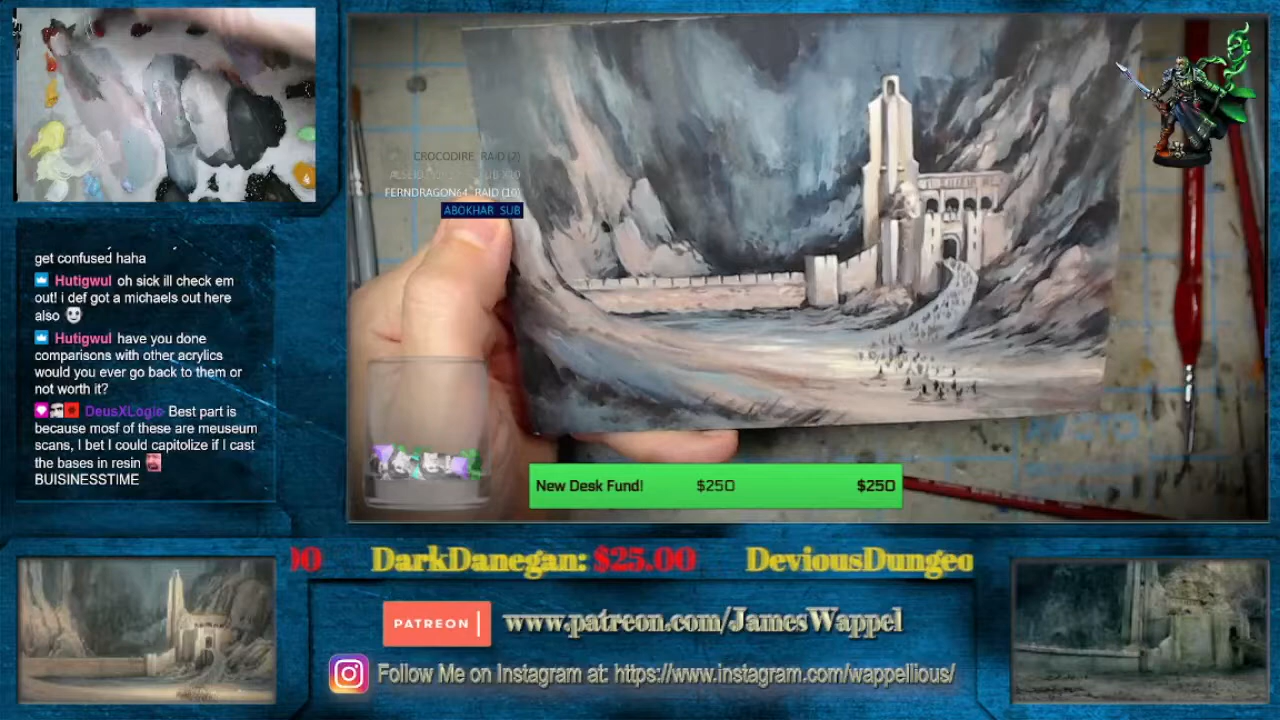 CROCODIRE RAID (7)
FERNDRAGON64 RAID (10)
ABOKHAR SUB
get confused haha
Hutigwul oh sick ill check em
out! i def got a michaels out here
also
Hutigwul have you done
comparisons with other acrylics
would you ever go back to them or
not worth it?
DeusXLogic Best part is
because mosf of these are meuseum
scans, I bet I could capitolize if I cast
the bases in resin
BUISINESSTIME
New Desk Fund! $250 $250
00 DarkDanegan: $25.00 DeviousDungeo
PATREON www.patreon.com/JamesWappel
Follow Me on Instagram at: https://www.instagram.com/wappellious/